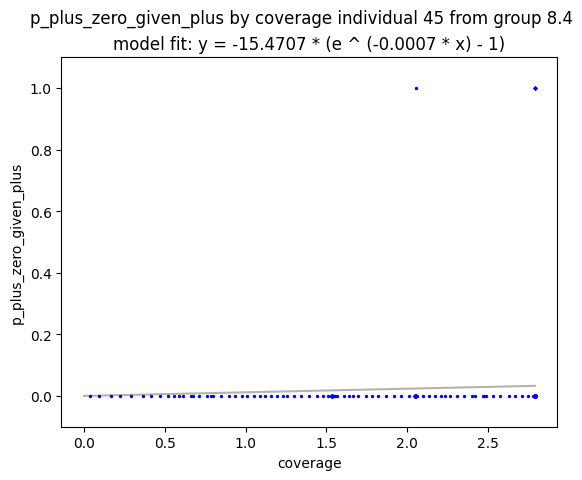 p_plus_zero_given_plus by coverage individual 45 from group 8.4
model fit: y = -15.4707 * (e ^ (-0.0007 * x) - 1)
1.0
0.8
0.6
0.4
0.2
0.0
p_plus_zero_given_plus
0.0 0.5 1.0 1.5 2.0 2.5
coverage